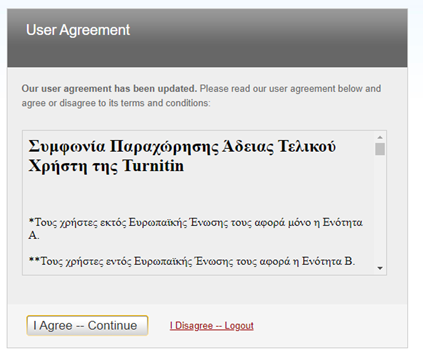 User Agreement
Our user agreement has been updated. Please read our user agreement below and
agree or disagree to its terms and conditions:
Συμφωνία Παραχώρησης Άδειας Τελικού
Χρήστη της Turnitin
*Τους χρήστες εκτός Ευρωπαϊκής Ένωσης τους αφορά μόνο η Ενότητα
Α.
**Τους χρήστες εντός Ευρωπαϊκής Ένωσης τους αφορά η Ενότητα Β.
I Agree -- Continue
I Disagree -- Logout